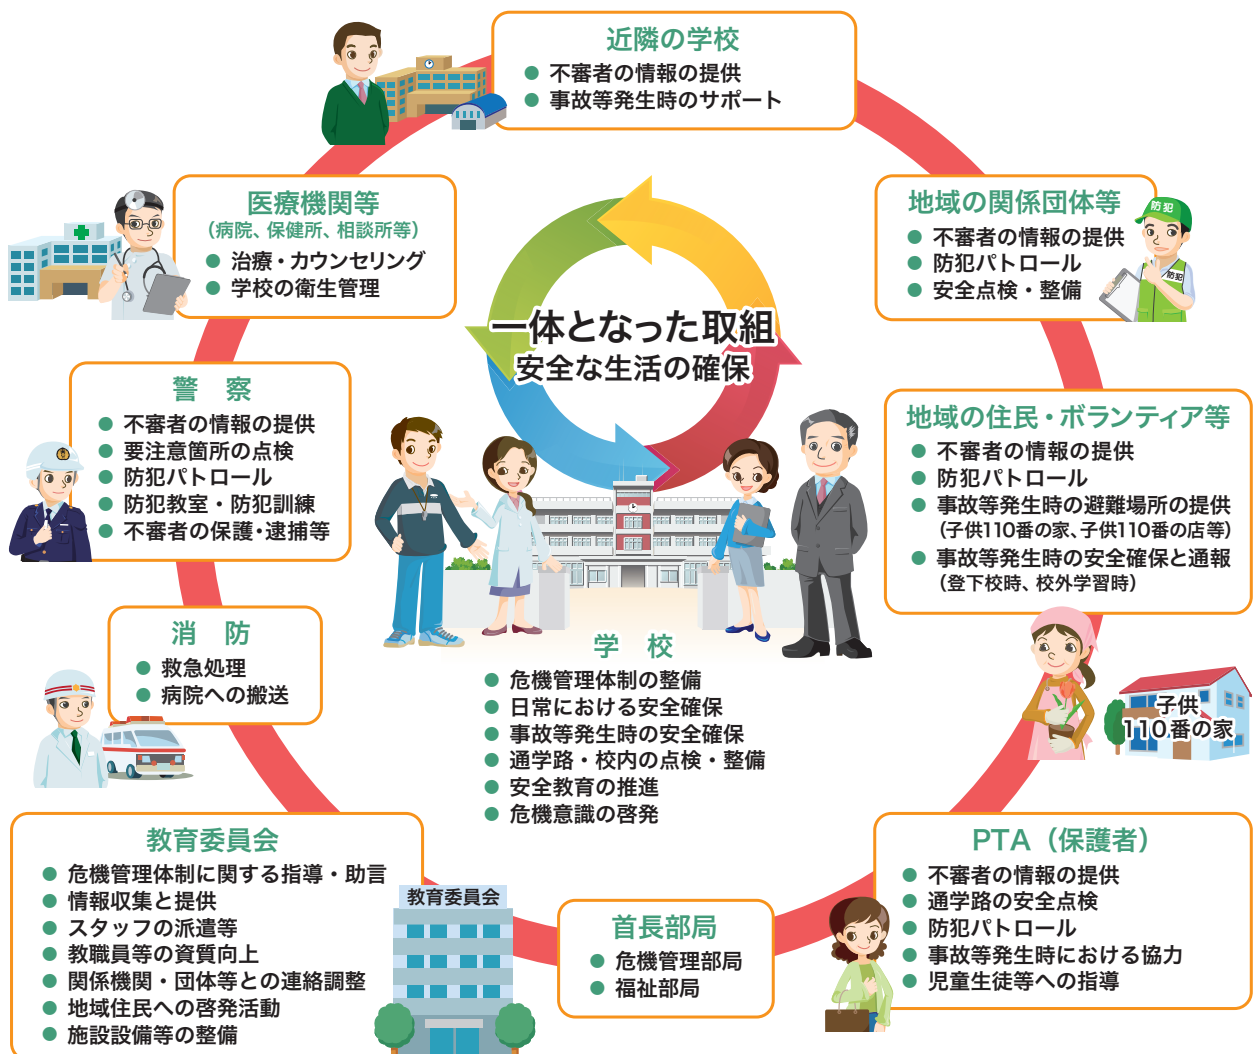 近隣の学校
● 不審者の情報の提供
● 事故等発生時のサポート
医療機関等
（病院、保健所、相談所等）
● 治療・カウンセリング
● 学校の衛生管理
地域の関係団体等
● 不審者の情報の提供
● 防犯パトロール
● 安全点検・整備
防犯
防犯
一体となった取組
安全な生活の確保
警 察
● 不審者の情報の提供
● 要注意箇所の点検
● 防犯パトロール
● 防犯教室・防犯訓練
● 不審者の保護・逮捕等
地域の住民・ボランティア等
● 不審者の情報の提供
● 防犯パトロール
● 事故等発生時の避難場所の提供
（子供110番の家、子供110番の店等）
● 事故等発生時の安全確保と通報
（登下校時、校外学習時）
消 防
● 救急処理
● 病院への搬送
学 校
● 危機管理体制の整備
● 日常における安全確保
● 事故等発生時の安全確保
● 通学路・校内の点検・整備
● 安全教育の推進
● 危機意識の啓発
子供
110番の家
教育委員会
● 危機管理体制に関する指導・助言
● 情報収集と提供
● スタッフの派遣等
● 教職員等の資質向上
● 関係機関・団体等との連絡調整
● 地域住民への啓発活動
● 施設設備等の整備
教育委員会
首長部局
● 危機管理部局
● 福祉部局
PTA（保護者）
● 不審者の情報の提供
● 通学路の安全点検
● 防犯パトロール
● 事故等発生時における協力
● 児童生徒等への指導